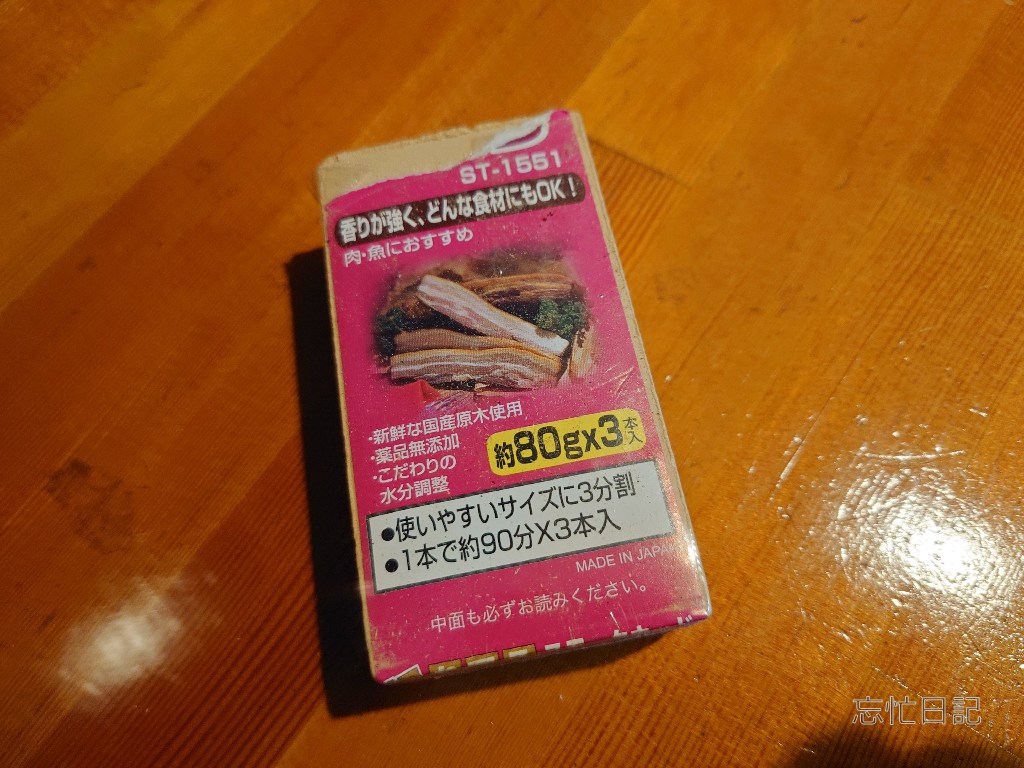 ST-1551
香りが強く、どんな食材にもOK!
肉・魚におすすめ
・新鮮な国産原木使用
・薬品無添加
・こだわりの
水分調整
約80gx3本入
●使いやすいサイズに3分割
●1本で約90分X3本入
MADE IN JAPAN
中面も必ずお読みください。
忘忙日記